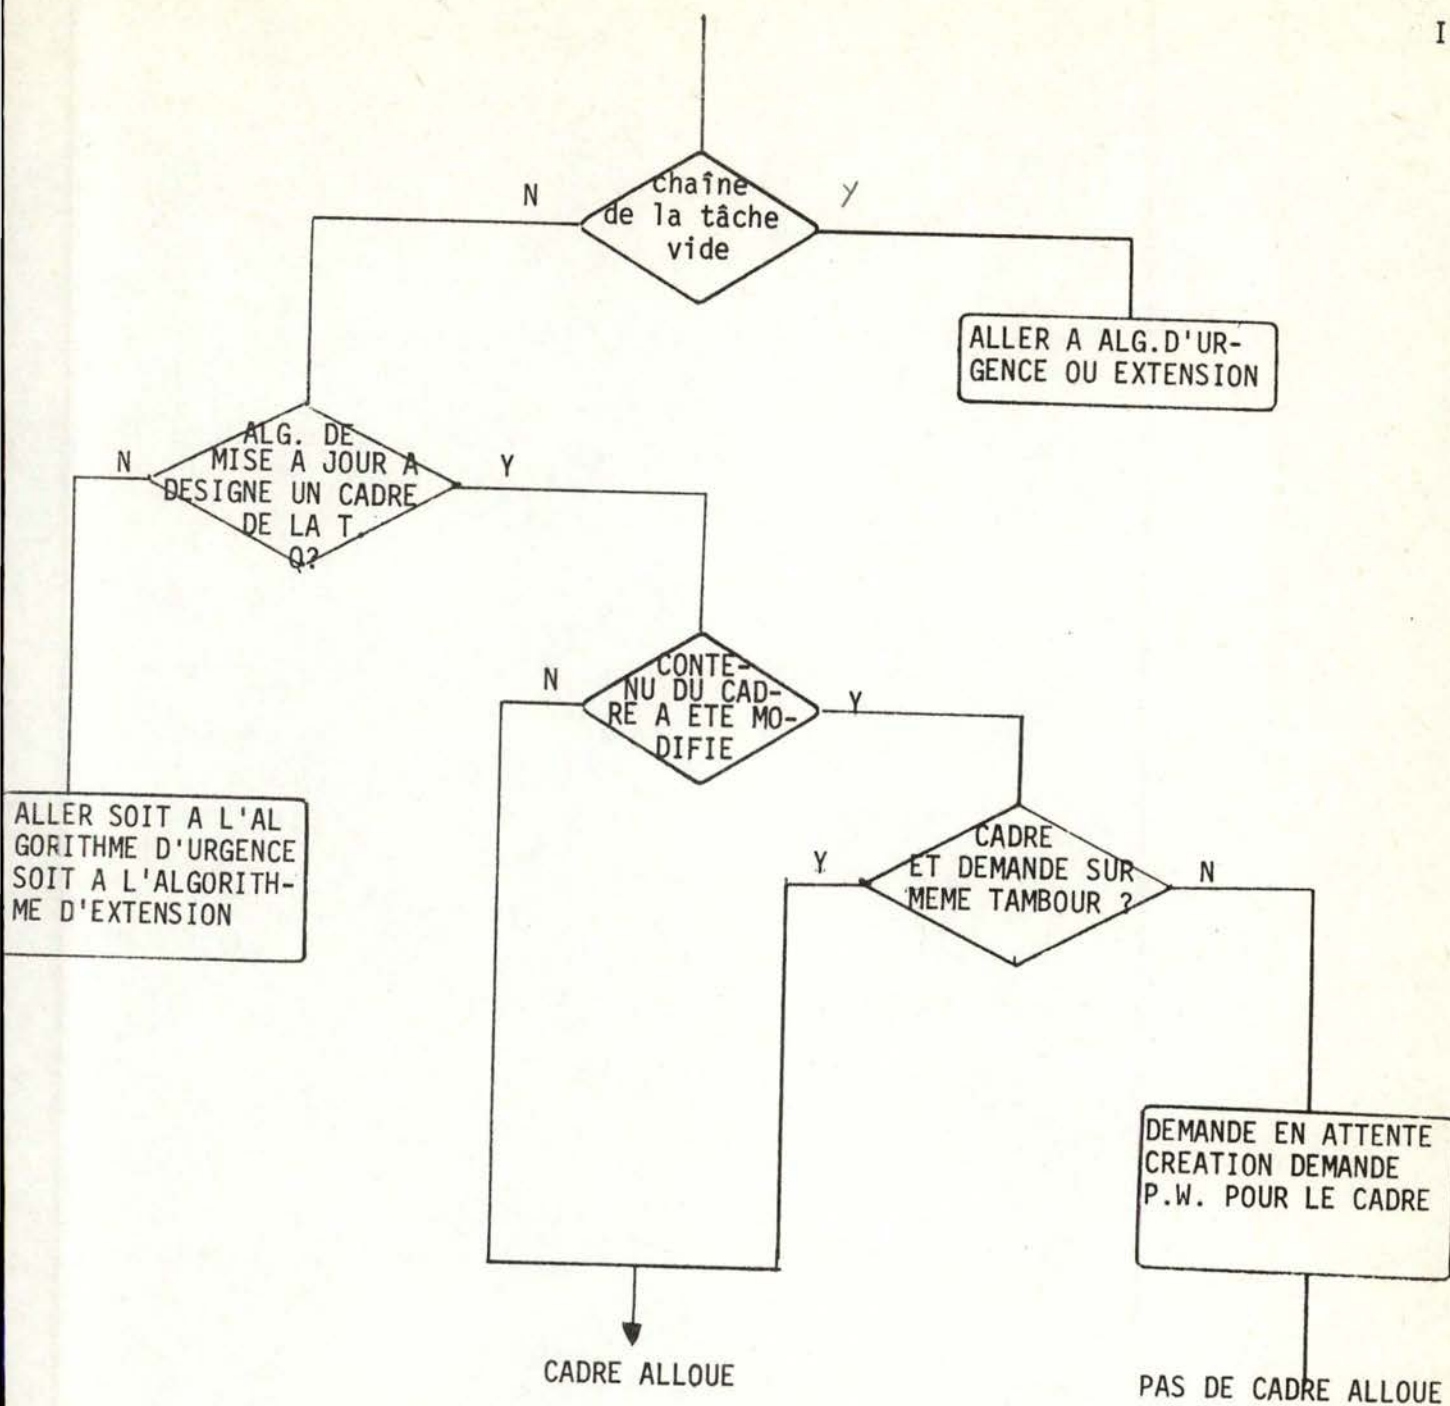 I
chaîne
de la tâche
vide
N
Y
ALLER A ALG.D'UR-
GENCE OU EXTENSION
ALG. DE
MISE A JOUR A
DESIGNE UN CADRE
DE LA T.
Q?
N
Y
CONTE-
NU DU CAD-
RE A ETE MO-
DIFIE
N
Y
ALLER SOIT A L'AL
GORITHME D'URGENCE
SOIT A L'ALGORITH-
ME D'EXTENSION
CADRE
ET DEMANDE SUR
MEME TAMBOUR ?
Y
N
DEMANDE EN ATTENTE
CREATION DEMANDE
P.W. POUR LE CADRE
CADRE ALLOUE
PAS DE CADRE ALLOUE